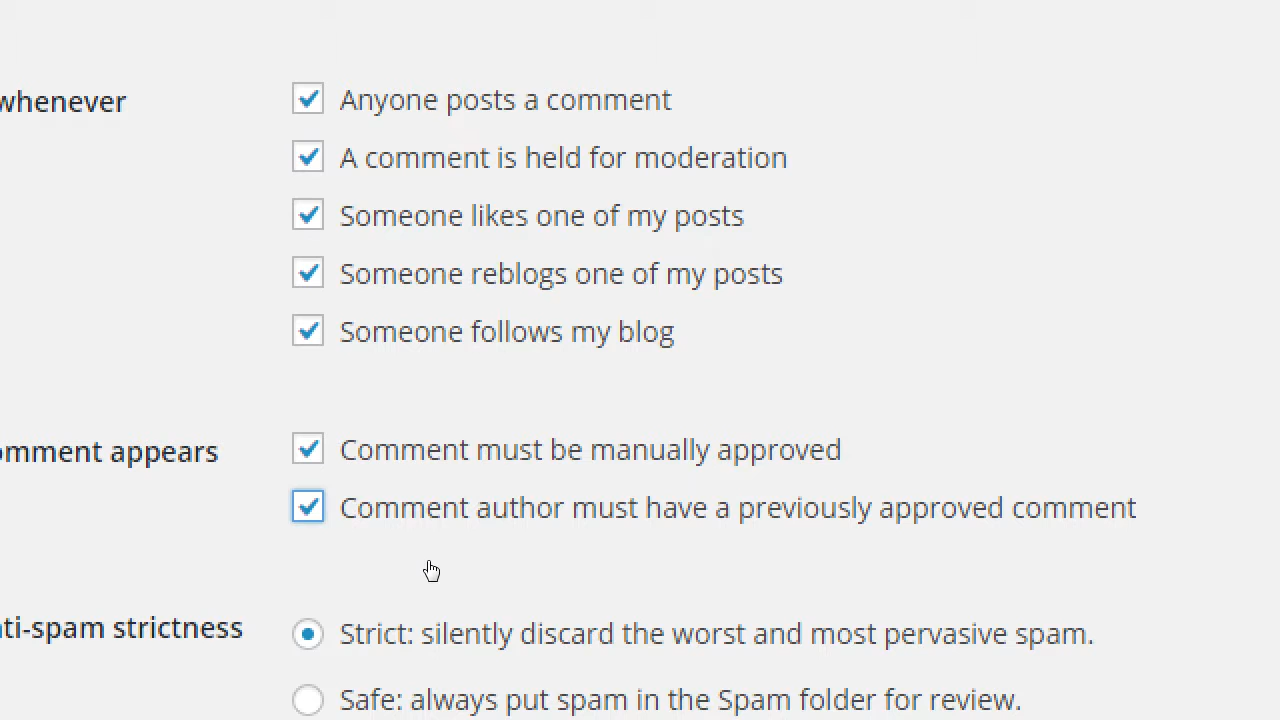 whenever
Anyone posts a comment
A comment is held for moderation
Someone likes one of my posts
Someone reblogs one of my posts
Someone follows my blog
omment appears
Comment must be manually approved
Comment author must have a previously approved comment
ti-spam strictness
Strict: silently discard the worst and most pervasive spam.
Safe: always put spam in the Spam folder for review.